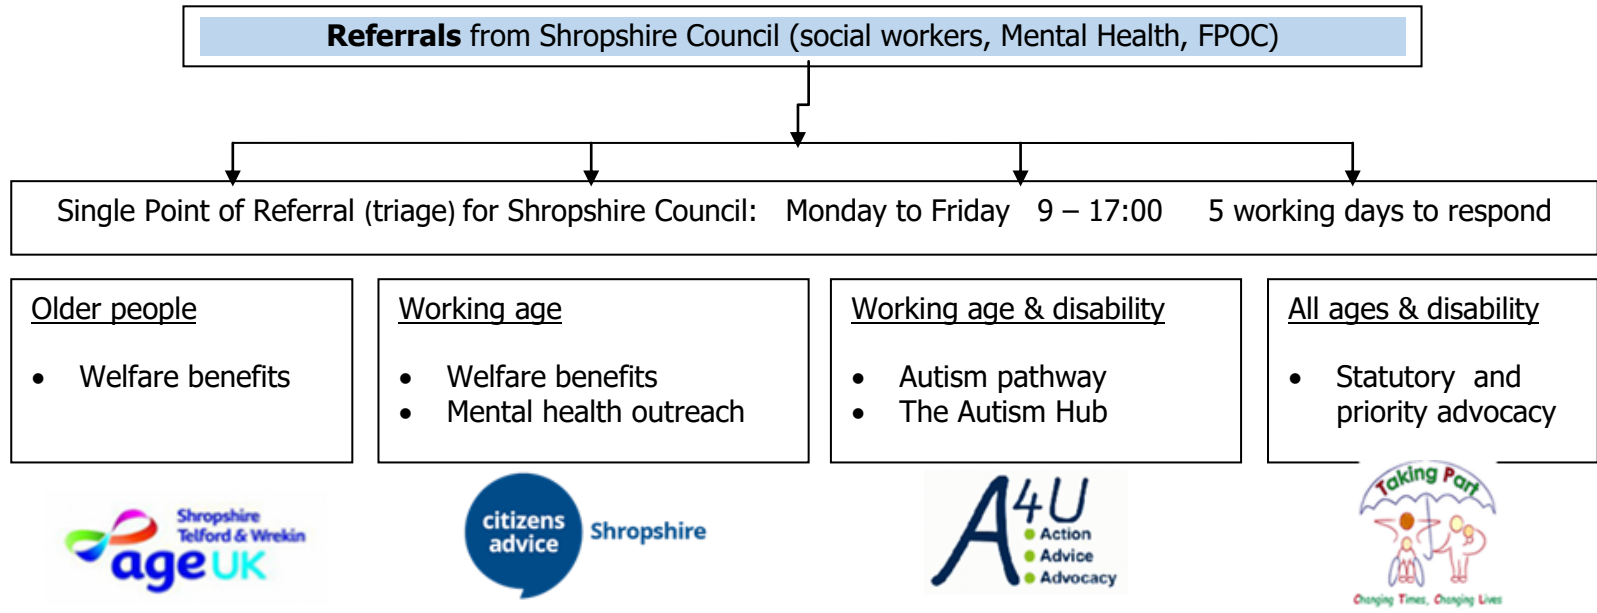 Referrals from Shropshire Council (social workers, Mental Health, FPOC)
Single Point of Referral (triage) for Shropshire Council: Monday to Friday 9 – 17:00 5 working days to respond
Older people
• Welfare benefits
Working age
• Welfare benefits
• Mental health outreach
Working age & disability
• Autism pathway
• The Autism Hub
All ages & disability
• Statutory and
priority advocacy
Shropshire
Telford & Wrekin
age UK
citizens
advice
Shropshire
A4U
Action
Advice
Advocacy
Taking Part
Changing Times, Changing Lives